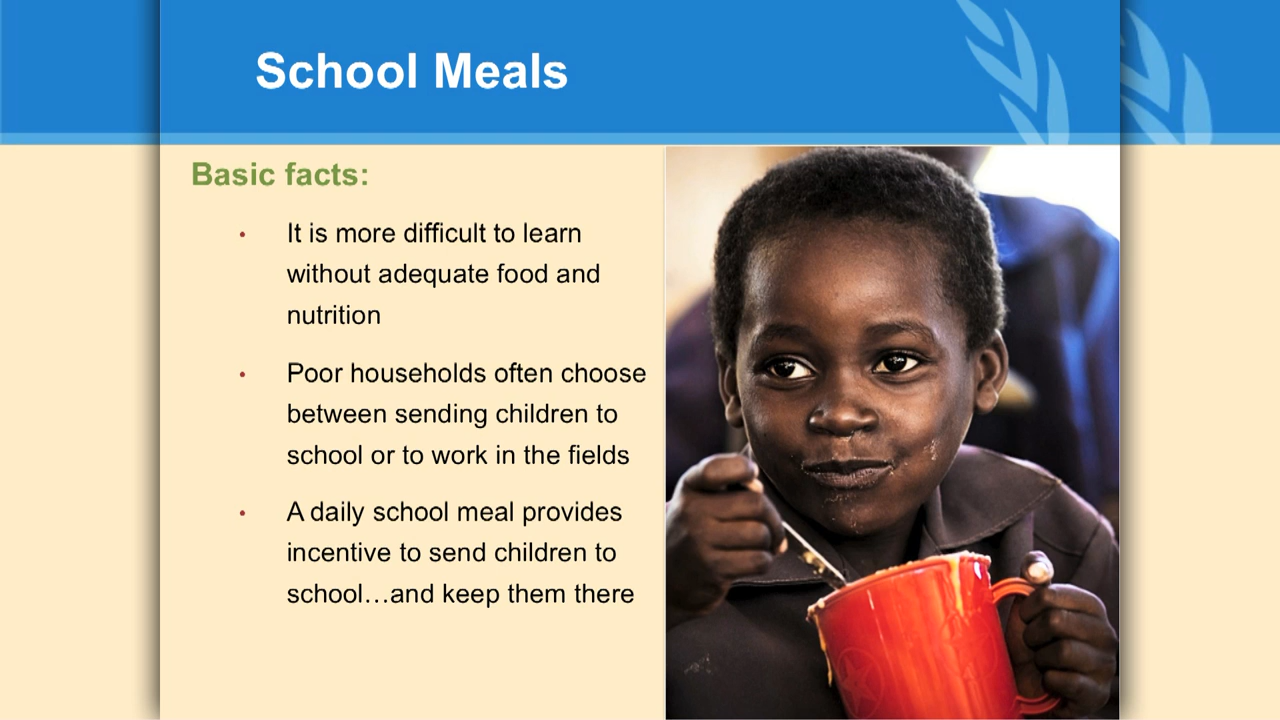 School Meals
Basic facts:
• It is more difficult to learn
without adequate food and
nutrition
• Poor households often choose
between sending children to
school or to work in the fields
• A daily school meal provides
incentive to send children to
school…and keep them there